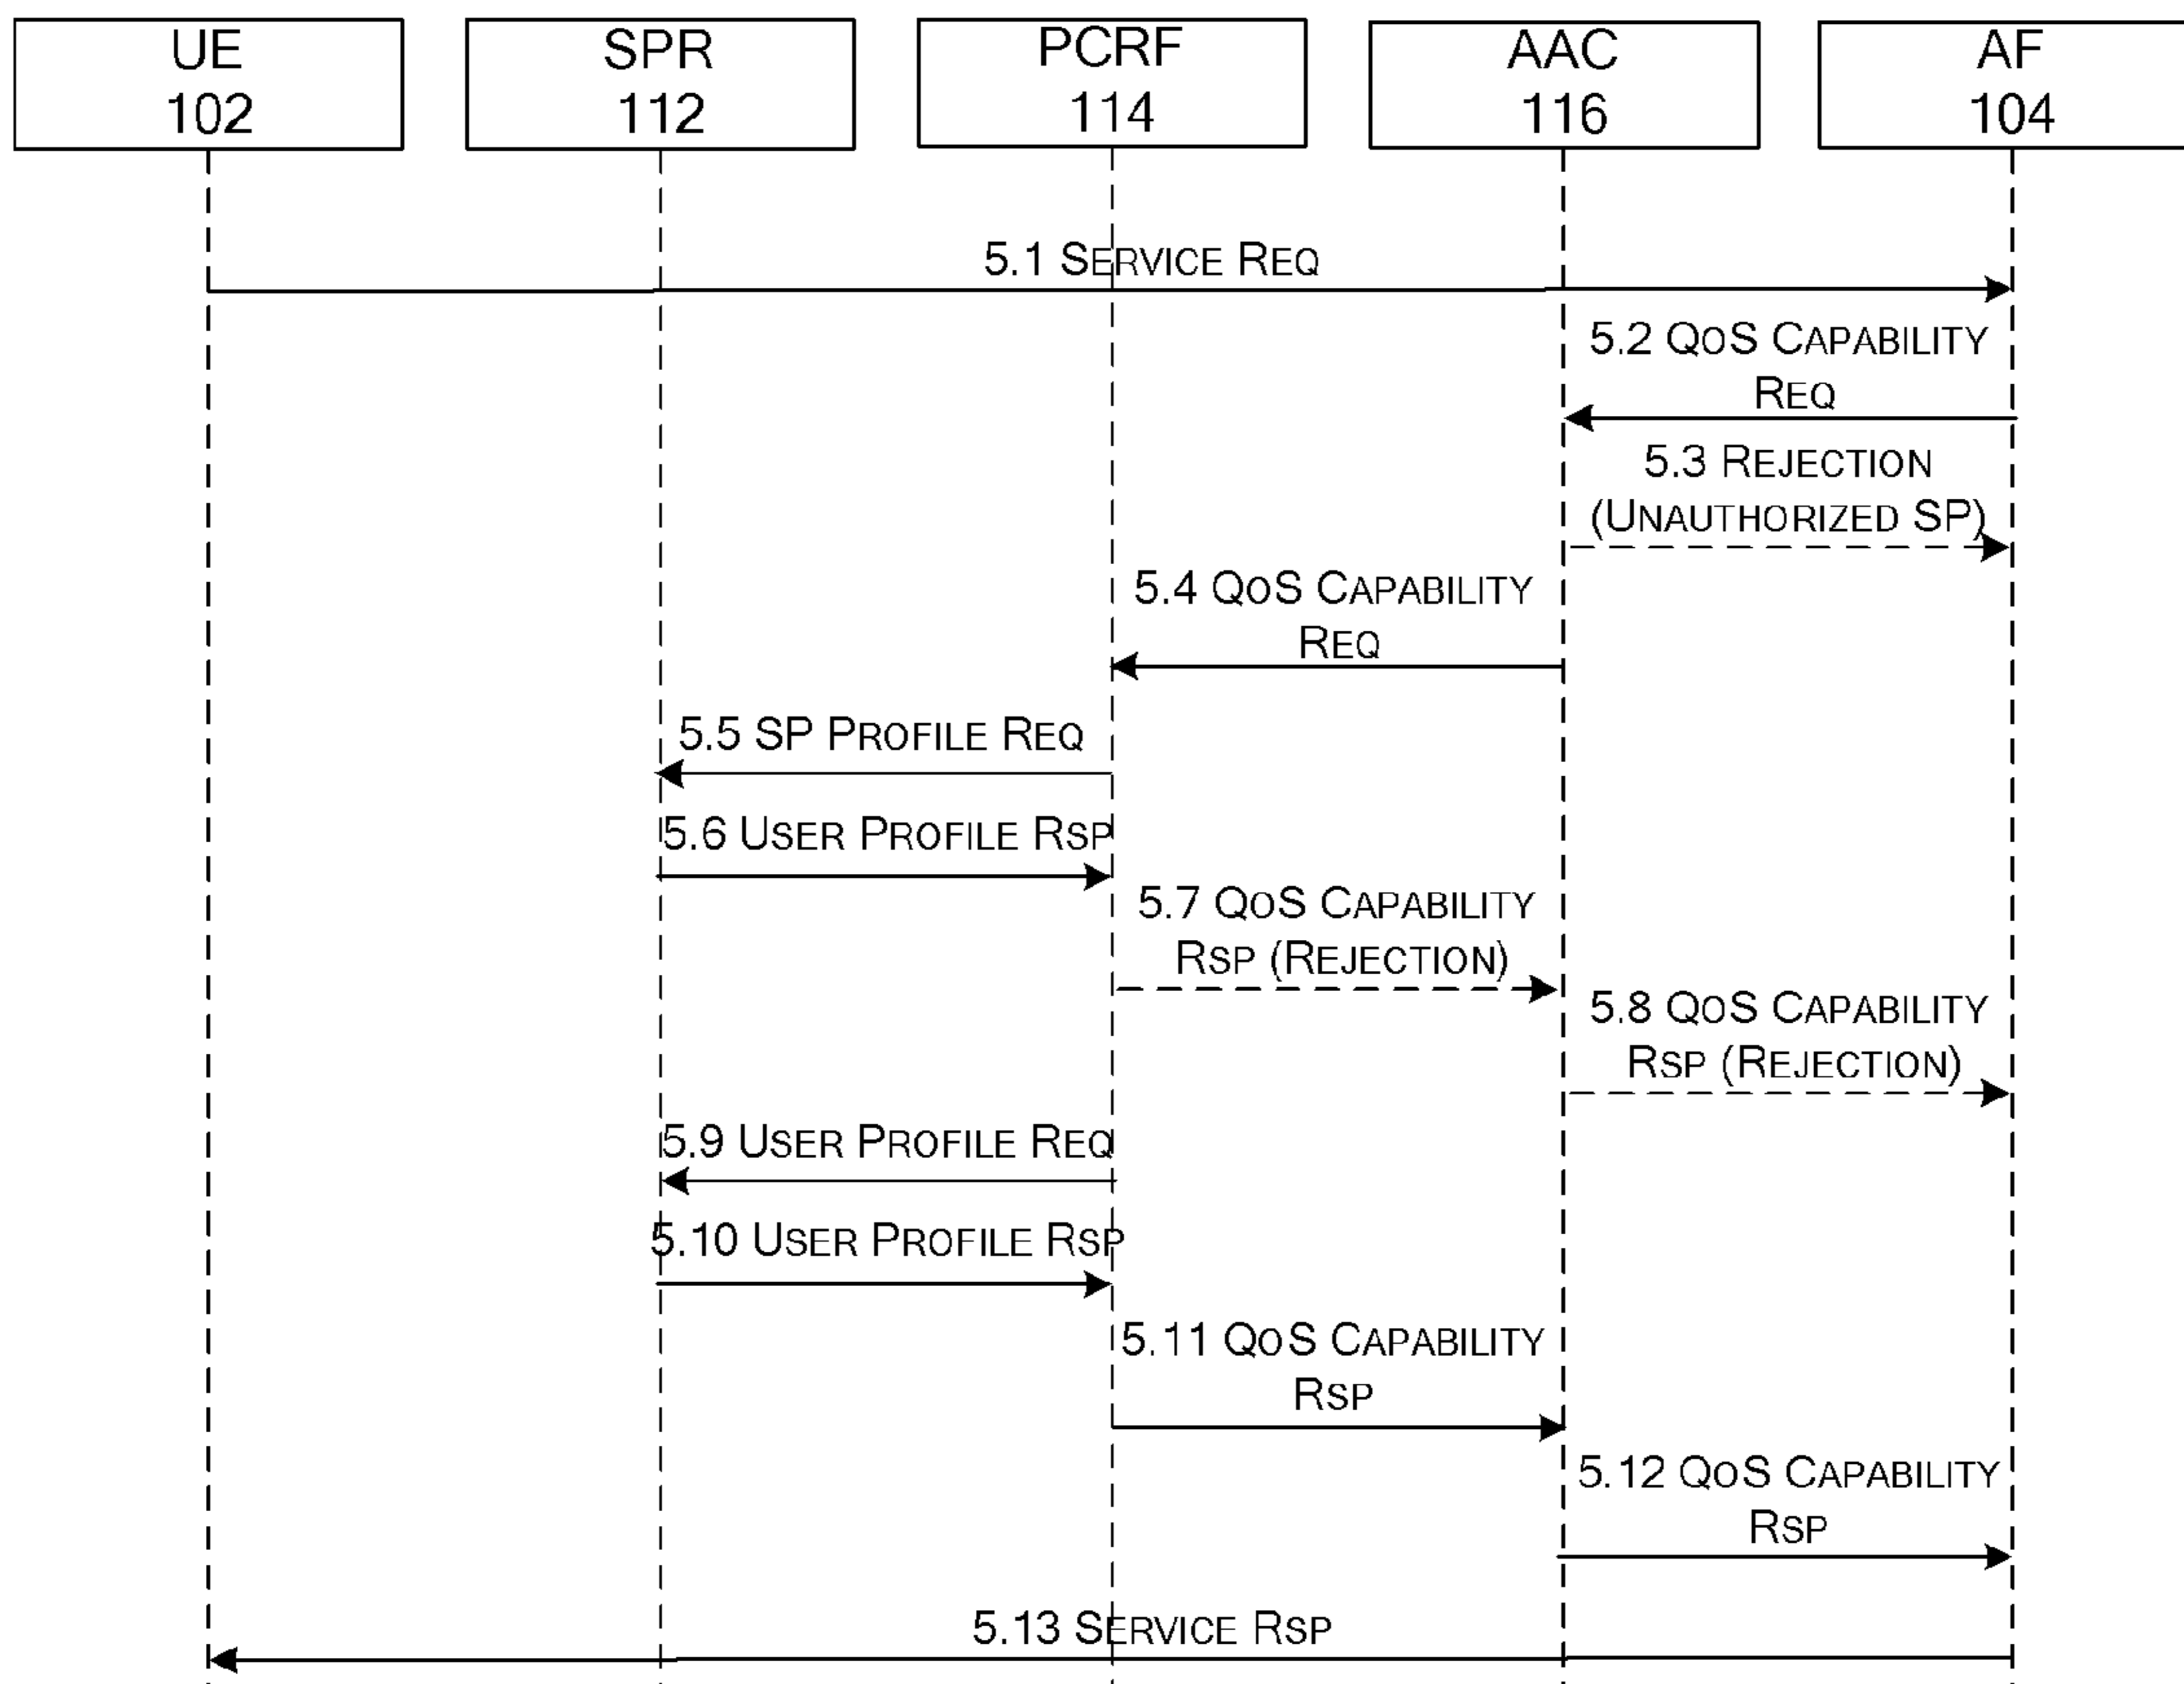 UE
102
SPR
112
PCRF
114
AAC
116
AF
104
5.1 SERVICE REQ
5.2 QOS CAPABILITY
REQ
5.3 REJECTION
(UNAUTHORIZED SP)
5.4 QOS CAPABILITY
REQ
5.5 SP PROFILE REQ
5.6 USER PROFILE RSP
5.7 QOS CAPABILITY
RSP (REJECTION)
5.8 QOS CAPABILITY
RSP (REJECTION)
5.9 USER PROFILE REQ
5.10 USER PROFILE RSP
5.11 QOS CAPABILITY
RSP
5.12 QOS CAPABILITY
RSP
5.13 SERVICE RSP